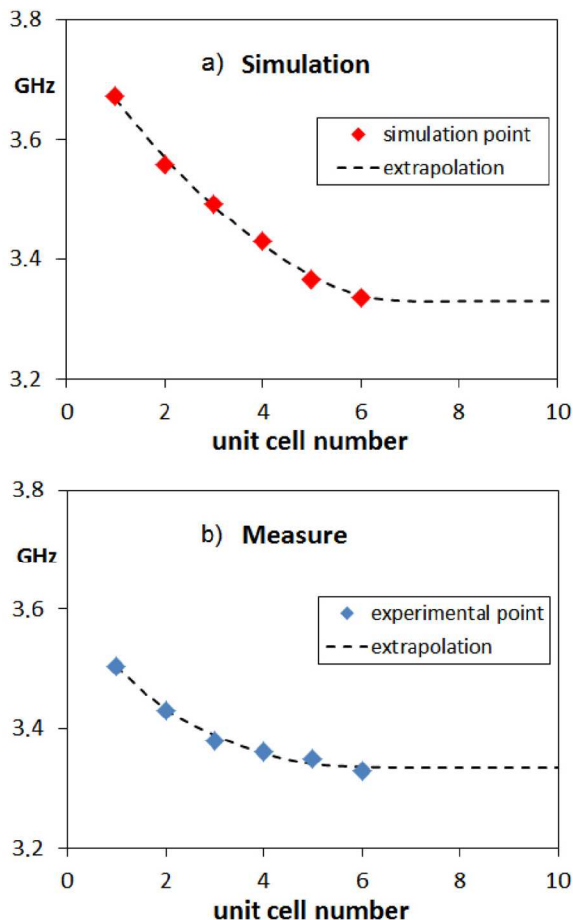 3.8
a) Simulation
GHz
3.6
simulation point
extrapolation
3.4
3.2
0 2 4 6 8 10
unit cell number
3.8
b) Measure
GHz
3.6
experimental point
extrapolation
3.4
3.2
0 2 4 6 8 10
unit cell number